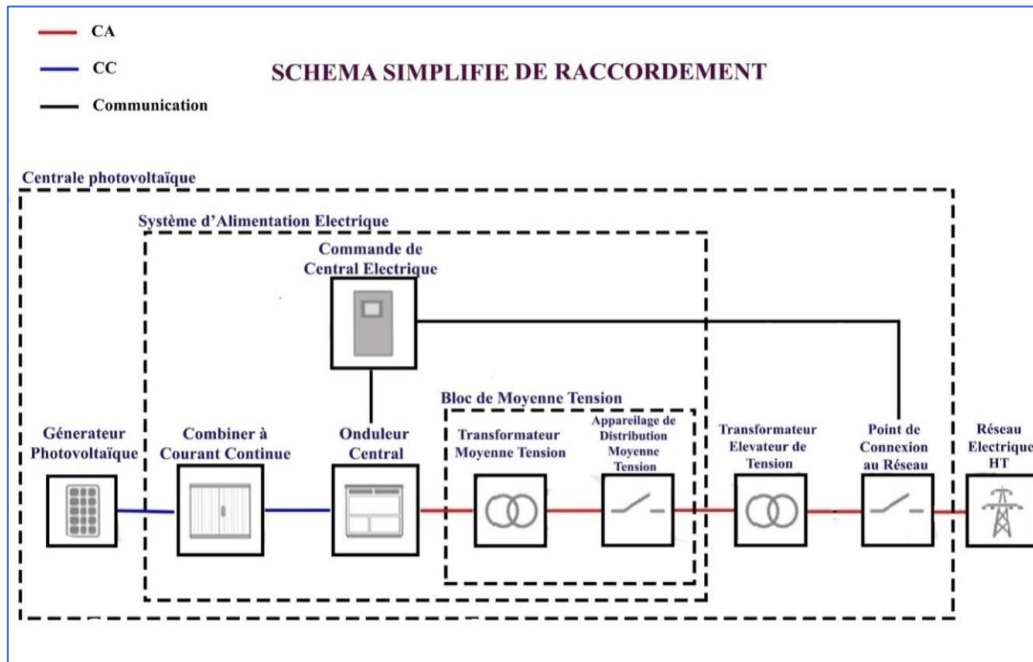 CA
CC
Communication
SCHEMA SIMPLIFIE DE RACCORDEMENT
Centrale photovoltaïque
Système d’Alimentation Electrique
Commande de
Central Electrique
Bloc de Moyenne Tension
Génerateur
Photovoltaïque
Combiner à
Courant Continue
Onduleur
Central
Transformateur
Moyenne Tension
Appareilage de
Distribution
Moyenne
Tension
Transformateur
Elevateur de
Tension
Point de
Connexion
au Réseau
Réseau
Electrique
HT